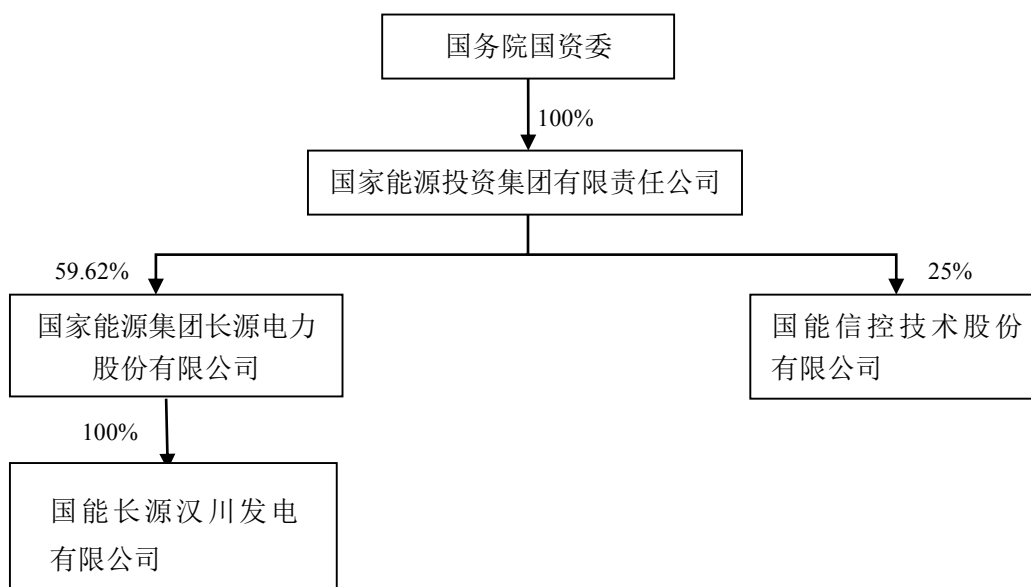 国务院国资委
100%
国家能源投资集团有限责任公司
59.62%
25%
国家能源集团长源电力
股份有限公司
国能信控技术股份
有限公司
100%
国能长源汉川发电
有限公司